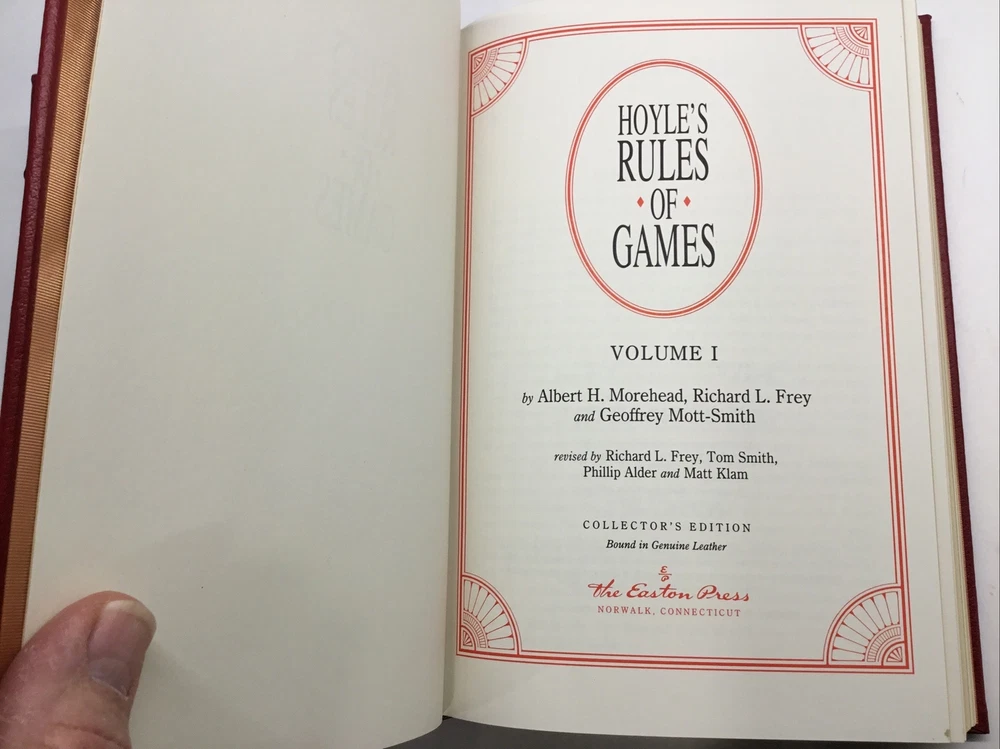 HOYLE'S
RULES
OF
GAMES
VOLUME I
by Albert H. Morehead, Richard L. Frey
and Geoffrey Mott-Smith
revised by Richard L. Frey, Tom Smith,
Phillip Alder and Matt Klam
COLLECTOR'S EDITION
Bound in Genuine Leather
The Easton Press
NORWALK, CONNECTICUT